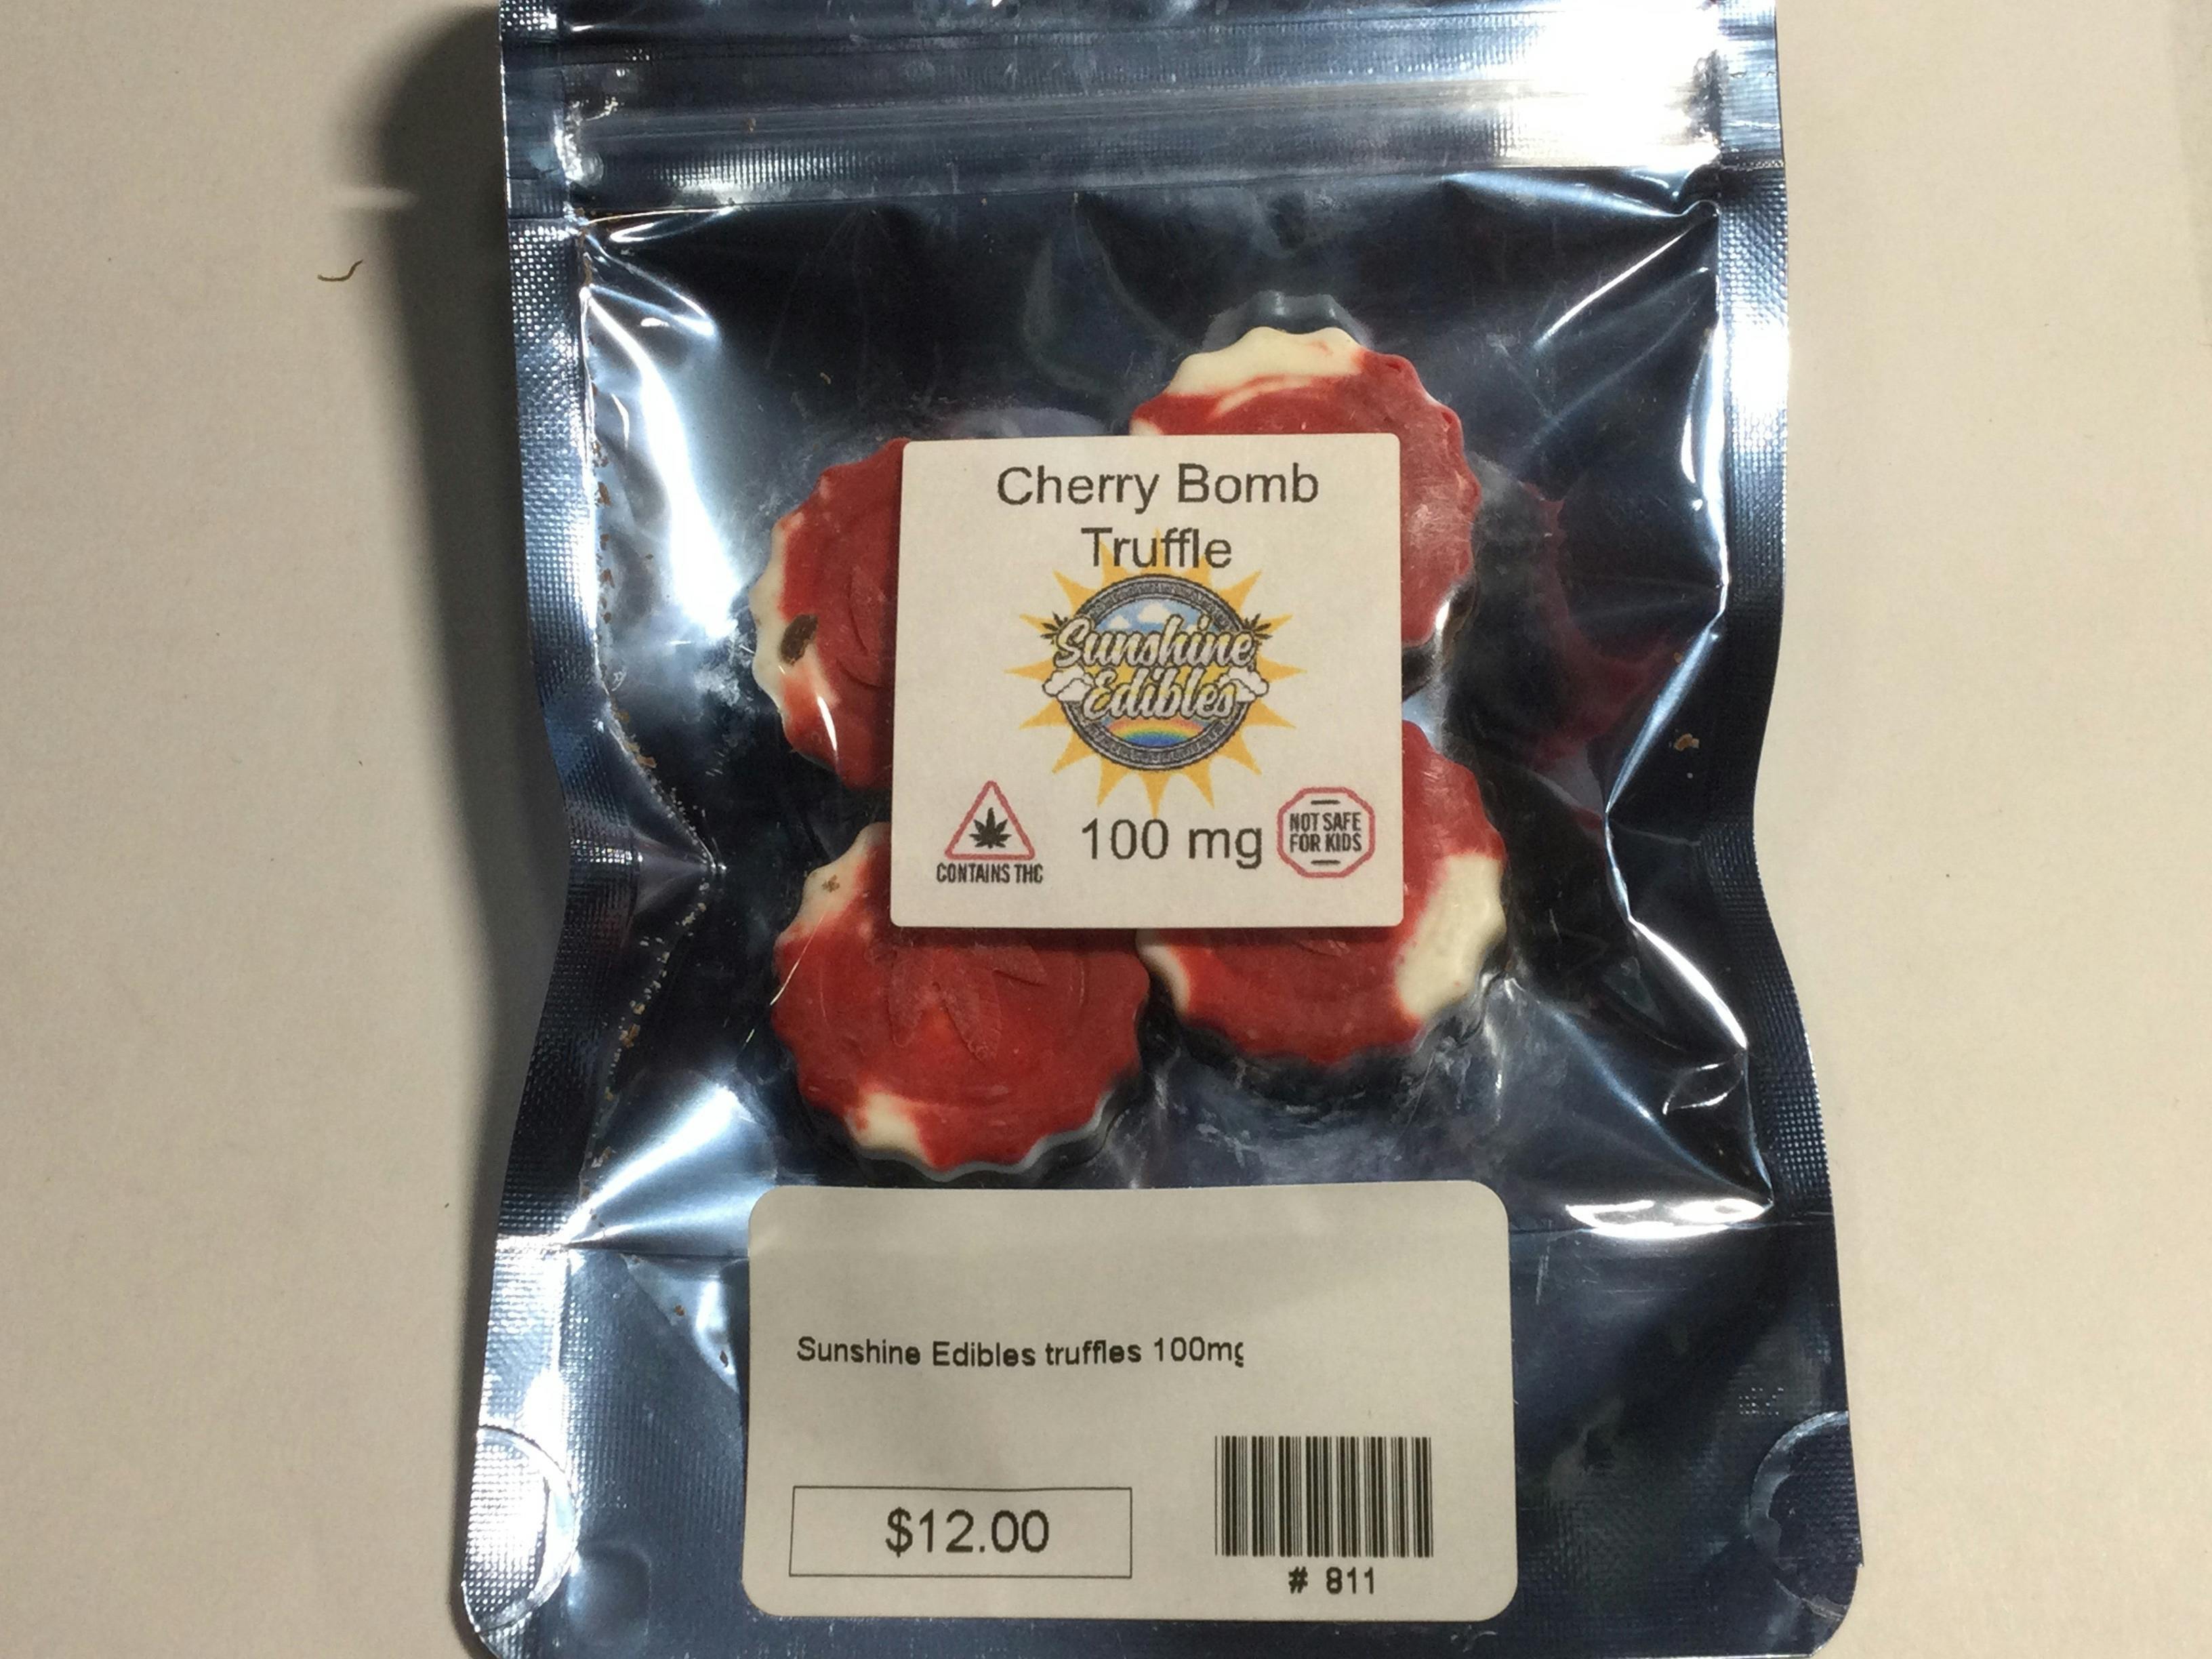 Cherry Bomb
Truffle
Sunshine
Edibles
CONTAINS THC
100 mg
NOT SAFE
FOR KIDS
Sunshine Edibles truffles 100mg
$12.00
# 811